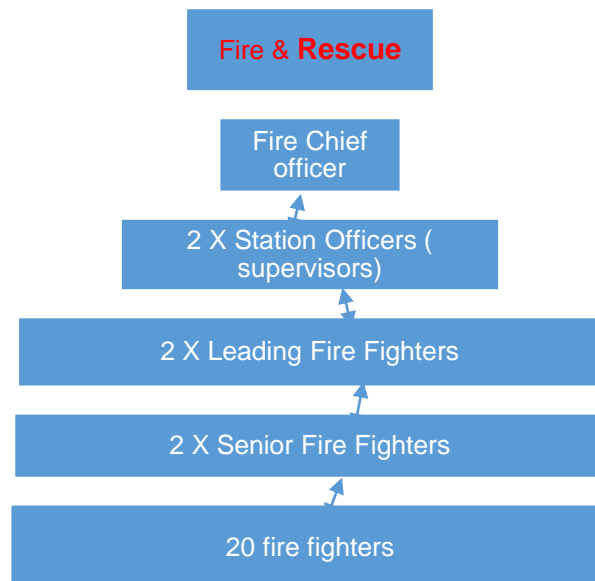 Fire & Rescue
Fire Chief
officer
2 X Station Officers (
supervisors)
2 X Leading Fire Fighters
2 X Senior Fire Fighters
20 fire fighters